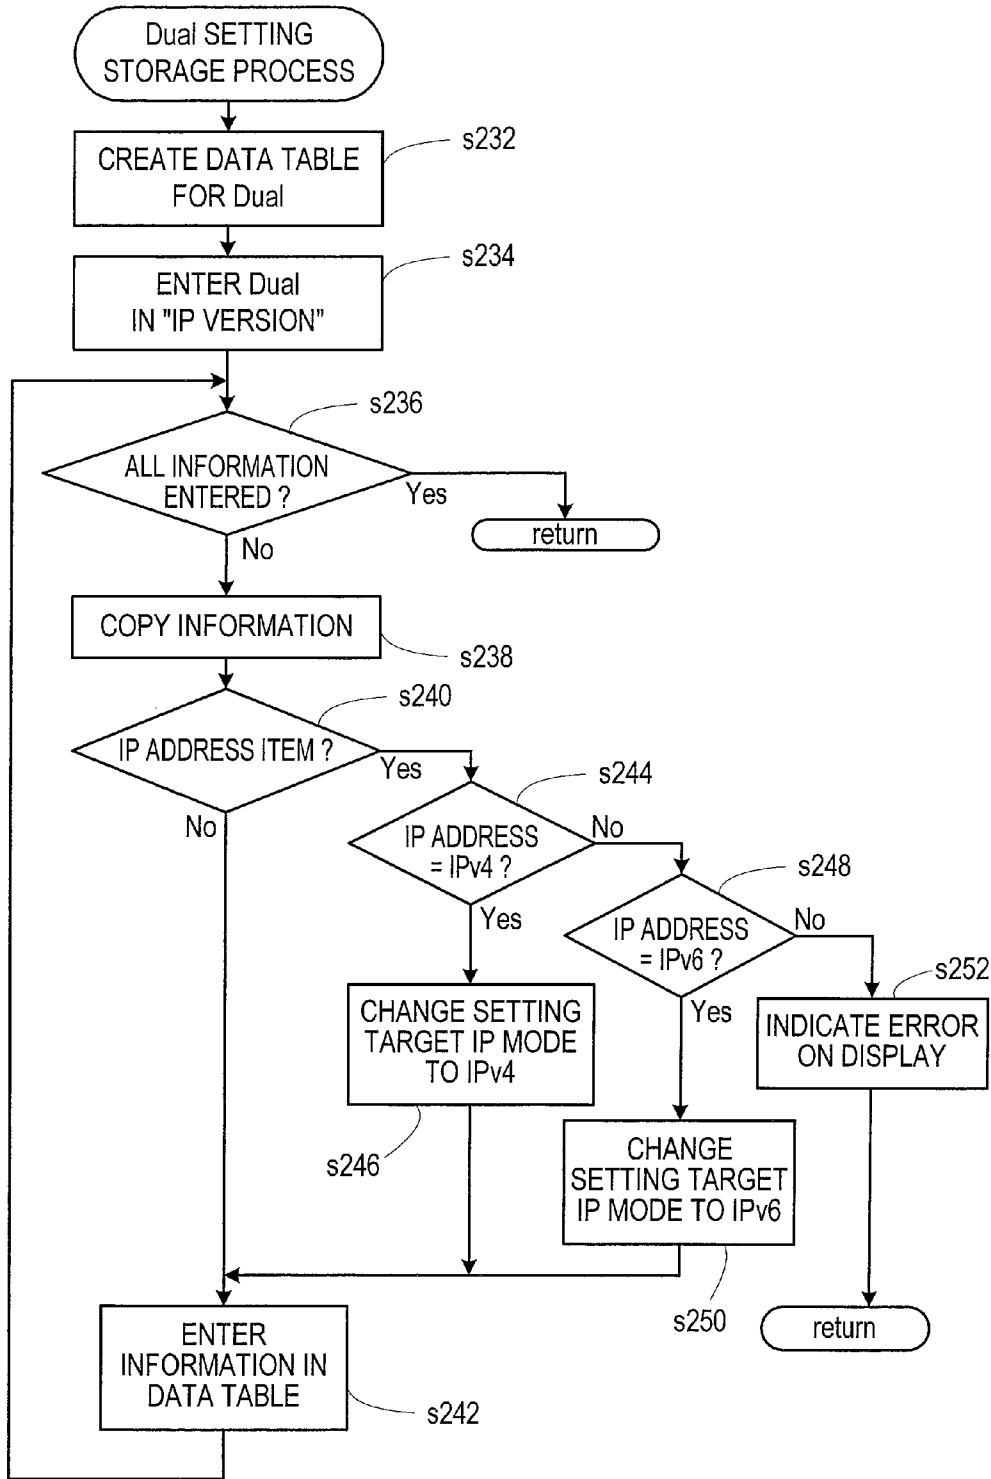 Dual SETTING
STORAGE PROCESS
s232
CREATE DATA TABLE
FOR Dual
s234
ENTER Dual
IN "IP VERSION"
s236
ALL INFORMATION
ENTERED ?
Yes
return
No
COPY INFORMATION
s238
s240
IP ADDRESS ITEM ?
Yes
No
s244
IP ADDRESS
= IPv4 ?
No
Yes
s248
IP ADDRESS
= IPv6 ?
No
Yes
s252
INDICATE ERROR
ON DISPLAY
CHANGE SETTING
TARGET IP MODE
TO IPv4
s246
CHANGE
SETTING TARGET
IP MODE TO IPv6
s250
return
ENTER
INFORMATION IN
DATA TABLE
s242